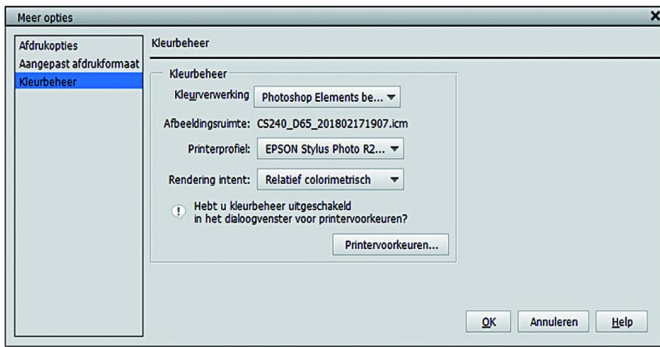 Meer opties
Afdrukopties
Aangepast afdrukformaat
Kleurbeheer
Kleurbeheer
Kleurbeheer
Kleurverwerking Photoshop Elements be...
Afbeeldingsruimte: CS240_D65_201802171907.icm
Printerprofiel: EPSON Stylus Photo R2...
Rendering intent: Relatief colorimetrisch
Hebt u kleurbeheer uitgeschakeld
in het dialoogvenster voor printervoorkeuren?
Printervoorkeuren...
OK Annuleren Help